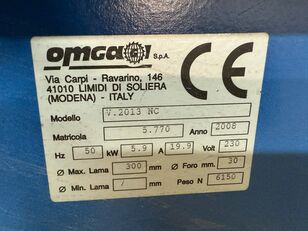 omga S.p.A.
Via Carpi - Ravarino, 146
41010 LIMIDI DI SOLIERA
(MODENA) - ITALY
CE
Modello V.2013 NC
Matricola 5.770 Anno 2008
Hz 50 kW 5.9 A 19.9 Volt 230
Ø Max. Lama 300 mm Ø Foro mm. 30
Ø Min. Lama / mm Peso N 6150